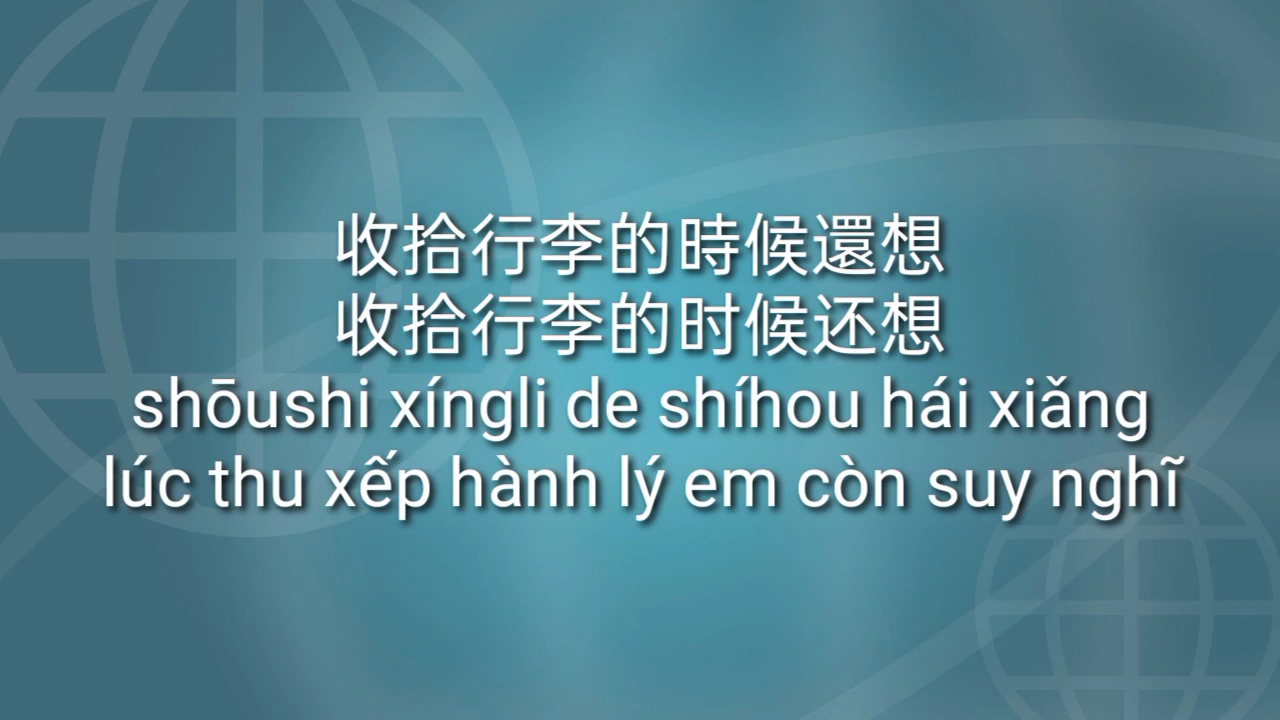 收拾行李的時候還想
收拾行李的时候还想
shōushi xíngli de shíhou hái xiǎng
lúc thu xếp hành lý em còn suy nghĩ